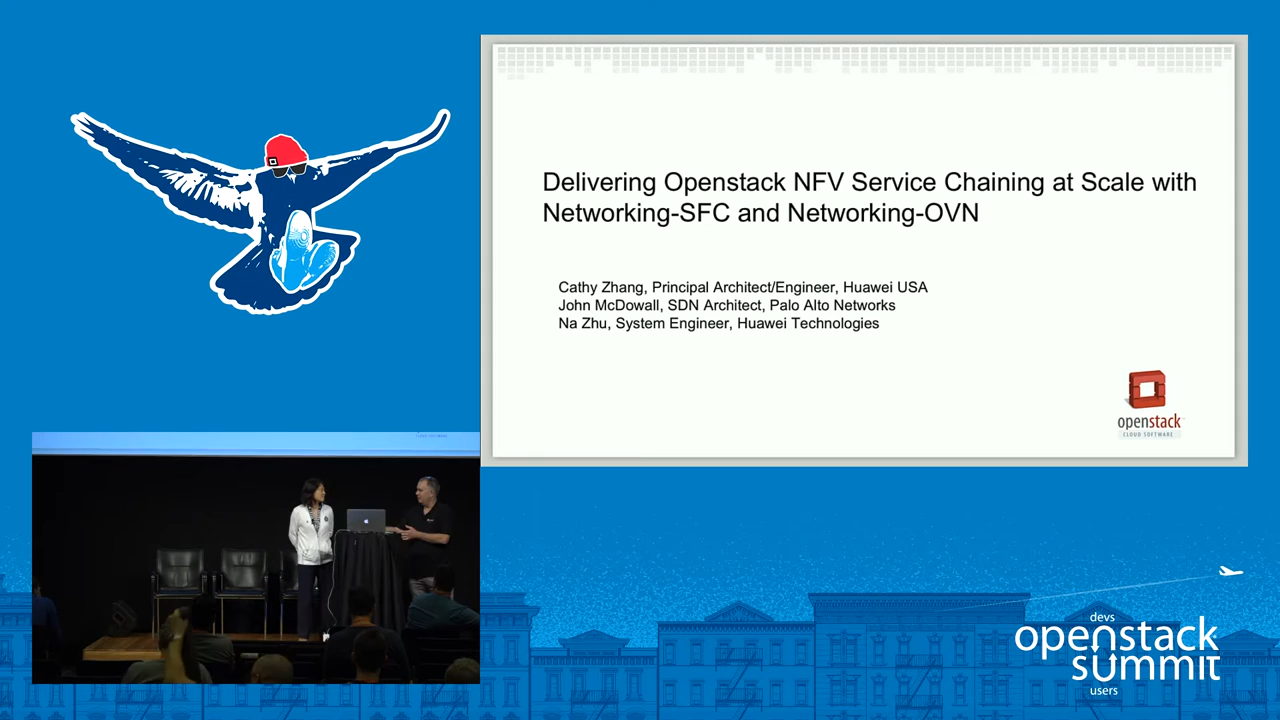 Delivering Openstack NFV Service Chaining at Scale with
Networking-SFC and Networking-OVN
Cathy Zhang, Principal Architect/Engineer, Huawei USA
John McDowall, SDN Architect, Palo Alto Networks
Na Zhu, System Engineer, Huawei Technologies
openstack
CLOUD SOFTWARE
devs
openstack
summit
users